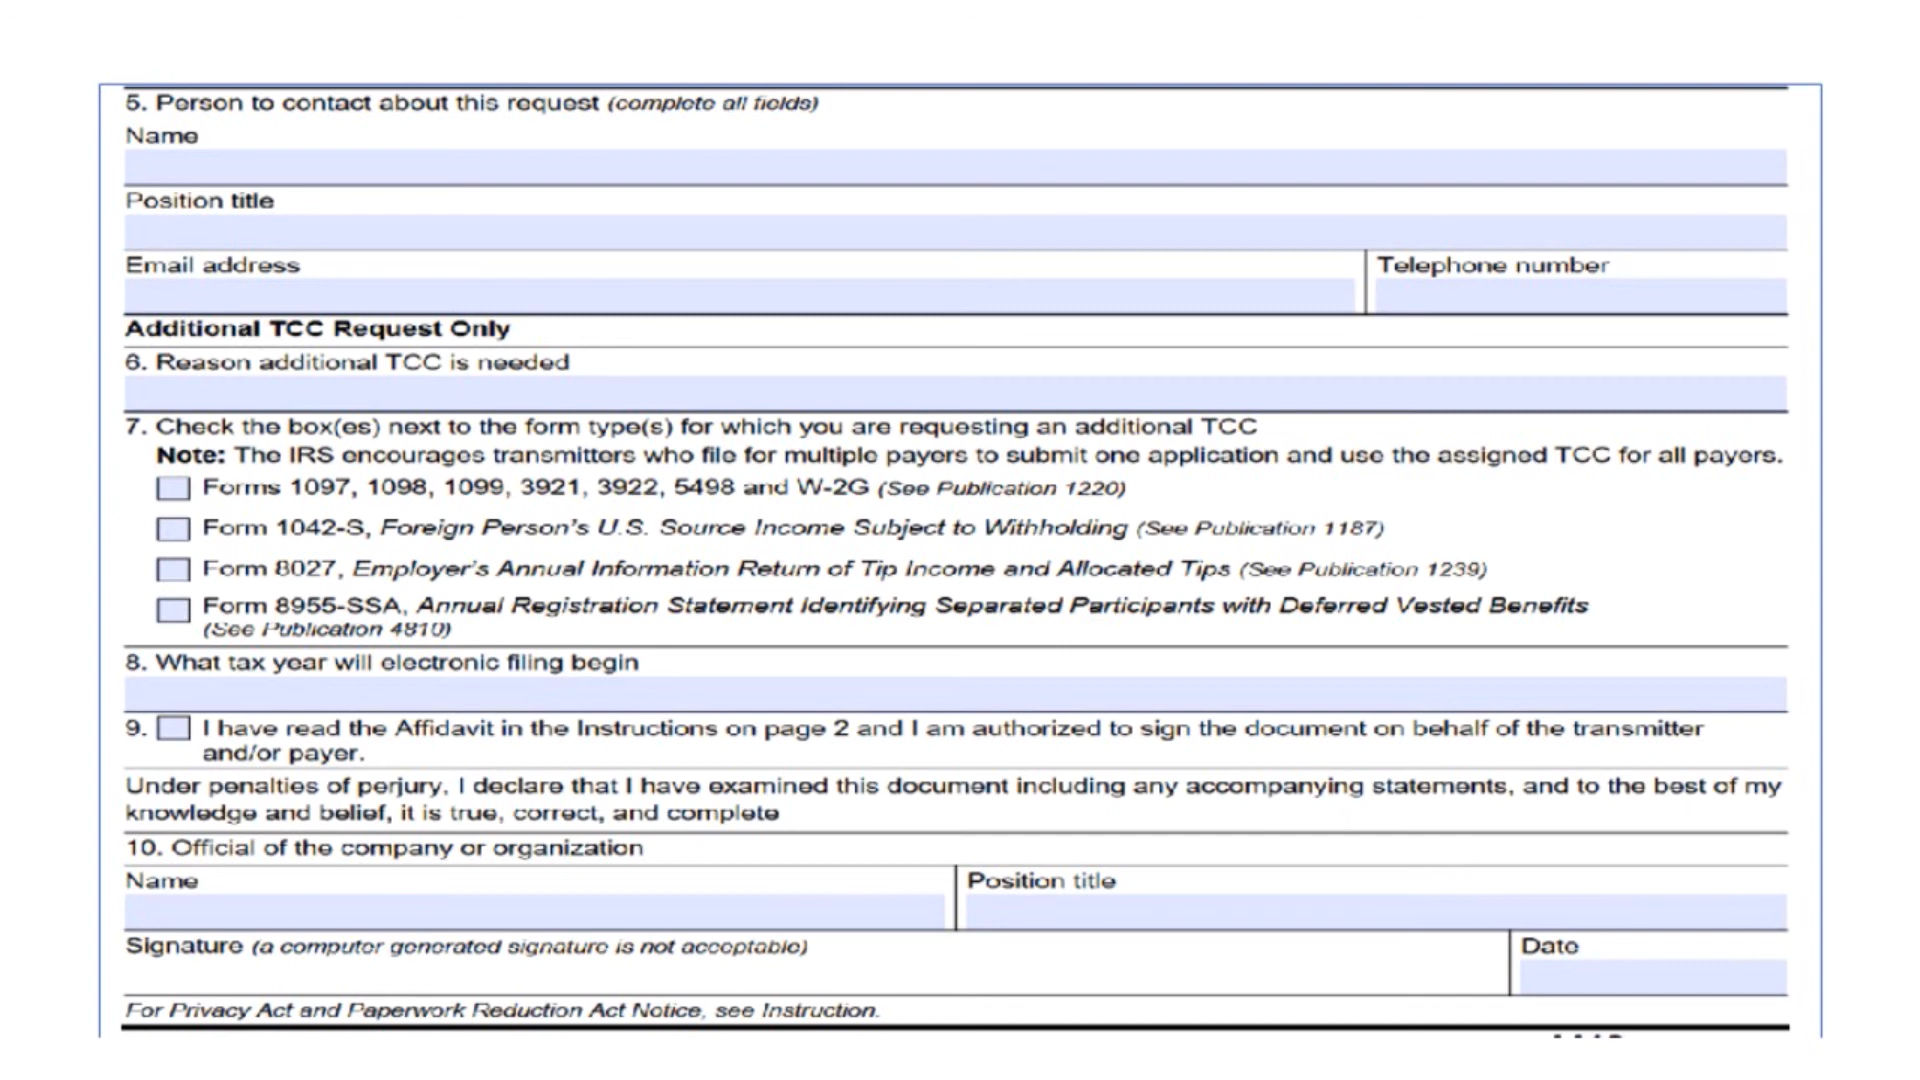 5. Person to contact about this request (complete all fields)
Name
Position title
Email address
Telephone number
Additional TCC Request Only
6. Reason additional TCC is needed
7. Check the box(es) next to the form type(s) for which you are requesting an additional TCC
Note: The IRS encourages transmitters who file for multiple payers to submit one application and use the assigned TCC for all payers.
Forms 1097, 1098, 1099, 3921, 3922, 5498 and W-2G (See Publication 1220)
Form 1042-S, Foreign Person's U.S. Source Income Subject to Withholding (See Publication 1187)
Form 8027, Employer's Annual Information Return of Tip Income and Allocated Tips (See Publication 1239)
Form 8955-SSA, Annual Registration Statement Identifying Separated Participants with Deferred Vested Benefits
(See Publication 4810)
8. What tax year will electronic filing begin
9. I have read the Affidavit in the Instructions on page 2 and I am authorized to sign the document on behalf of the transmitter
and/or payer.
Under penalties of perjury, I declare that I have examined this document including any accompanying statements, and to the best of my
knowledge and belief, it is true, correct, and complete
10. Official of the company or organization
Name
Position title
Signature (a computer generated signature is not acceptable)
Date
For Privacy Act and Paperwork Reduction Act Notice, see Instruction.